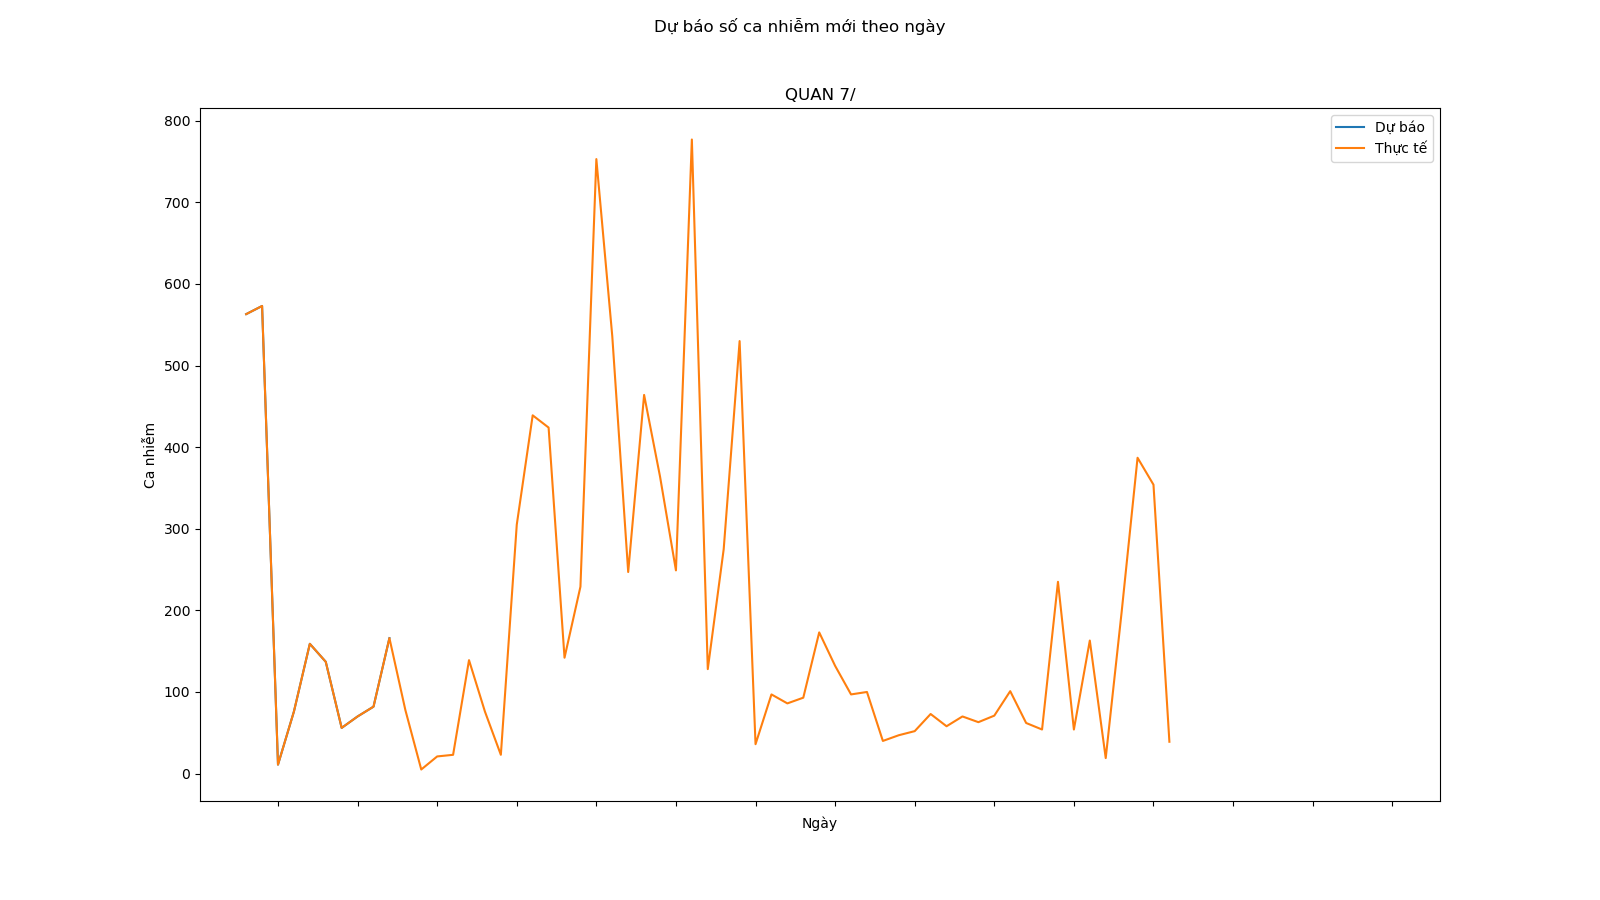 Dự báo số ca nhiễm mới theo ngày
QUAN 7/
Dự báo
Thực tế
800
700
600
500
400
300
200
100
0
Ca nhiễm
Ngày